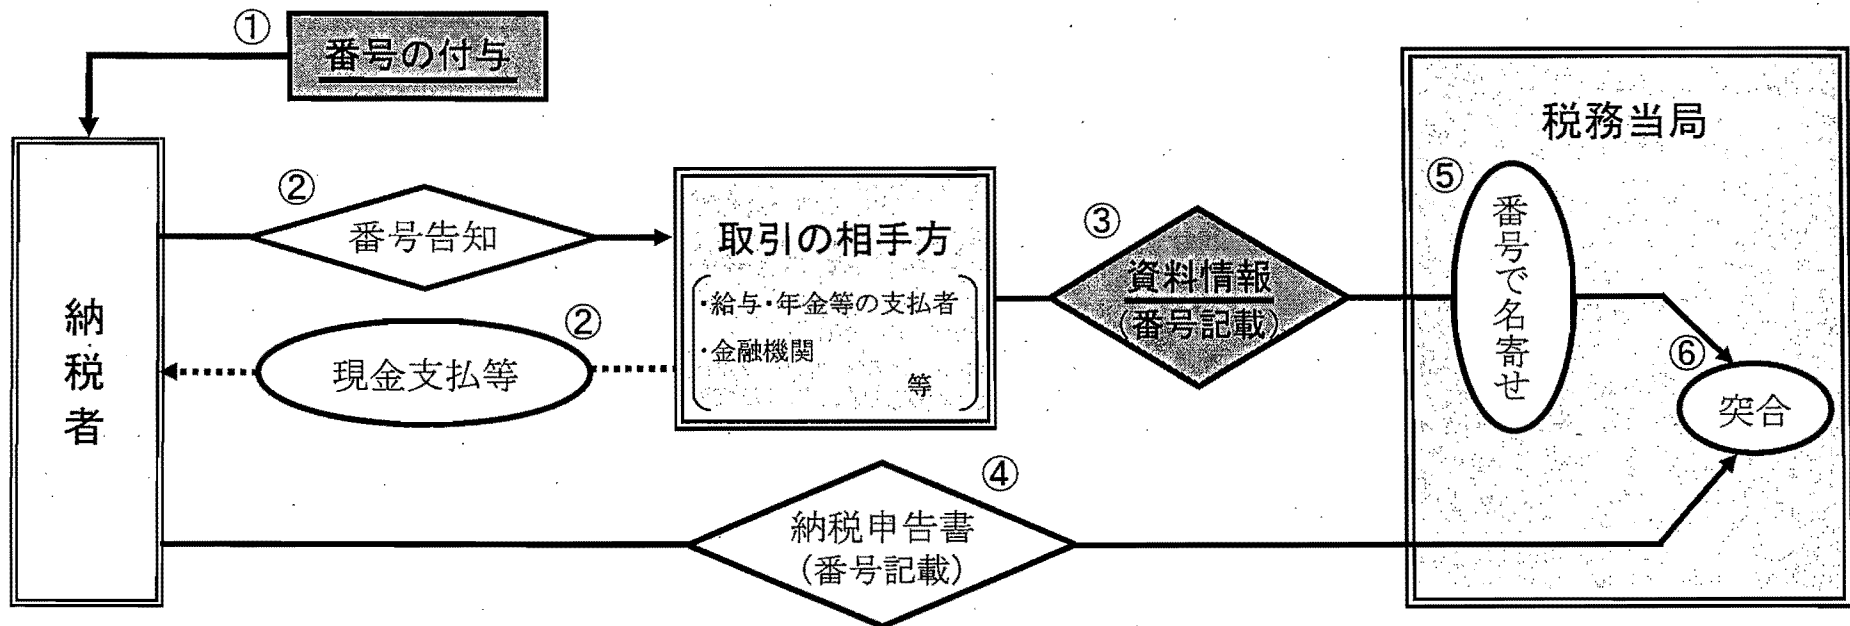 ①
番号の付与
納税者
②
番号告知
②
現金支払等
取引の相手方
・給与・年金等の支払者
・金融機関
等
③
資料情報
(番号記載)
④
納税申告書
(番号記載)
税務当局
⑤
番号で名寄せ
⑥
突合